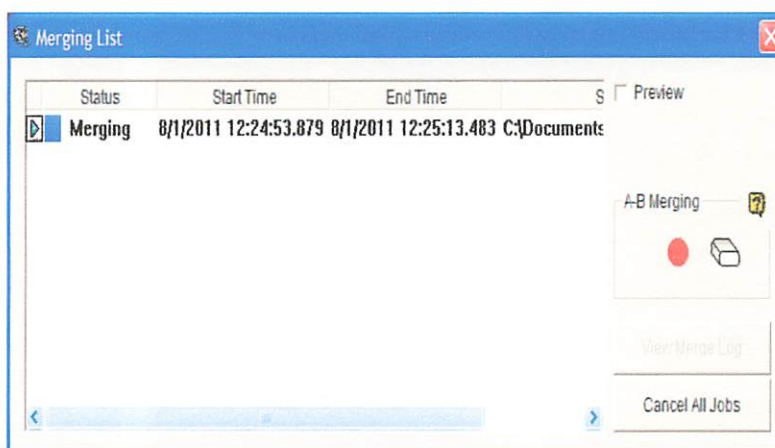 Merging List
Status Start Time End Time S Preview
Merging 8/1/2011 12:24:53.879 8/1/2011 12:25:13.483 C:\Documents
A-B Merging
View Merge Log
Cancel All Jobs